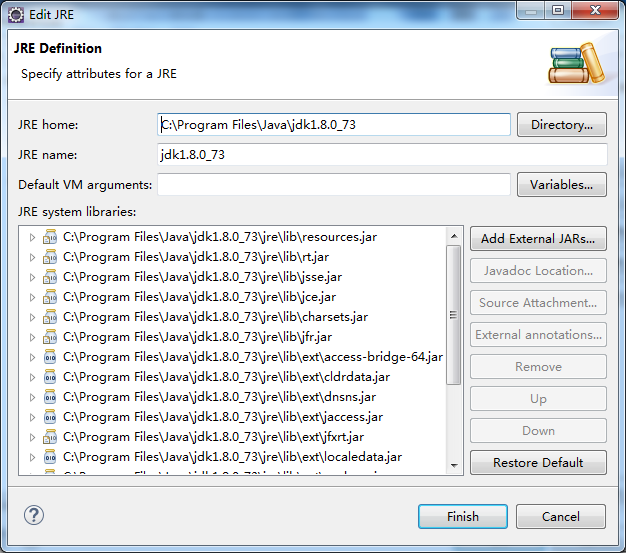 Edit JRE
JRE Definition
Specify attributes for a JRE
JRE home: C:\Program Files\Java\jdk1.8.0_73 Directory...
JRE name: jdk1.8.0_73
Default VM arguments: Variables...
JRE system libraries:
C:\Program Files\Java\jdk1.8.0_73\jre\lib\resources.jar
C:\Program Files\Java\jdk1.8.0_73\jre\lib\rt.jar
C:\Program Files\Java\jdk1.8.0_73\jre\lib\jsse.jar
C:\Program Files\Java\jdk1.8.0_73\jre\lib\jce.jar
C:\Program Files\Java\jdk1.8.0_73\jre\lib\charsets.jar
C:\Program Files\Java\jdk1.8.0_73\jre\lib\jfr.jar
C:\Program Files\Java\jdk1.8.0_73\jre\lib\ext\access-bridge-64.jar
C:\Program Files\Java\jdk1.8.0_73\jre\lib\ext\cldrdata.jar
C:\Program Files\Java\jdk1.8.0_73\jre\lib\ext\dnsns.jar
C:\Program Files\Java\jdk1.8.0_73\jre\lib\ext\jaccess.jar
C:\Program Files\Java\jdk1.8.0_73\jre\lib\ext\jfxrt.jar
C:\Program Files\Java\jdk1.8.0_73\jre\lib\ext\localedata.jar
Add External JARs...
Javadoc Location...
Source Attachment...
External annotations...
Remove
Up
Down
Restore Default
?
Finish
Cancel